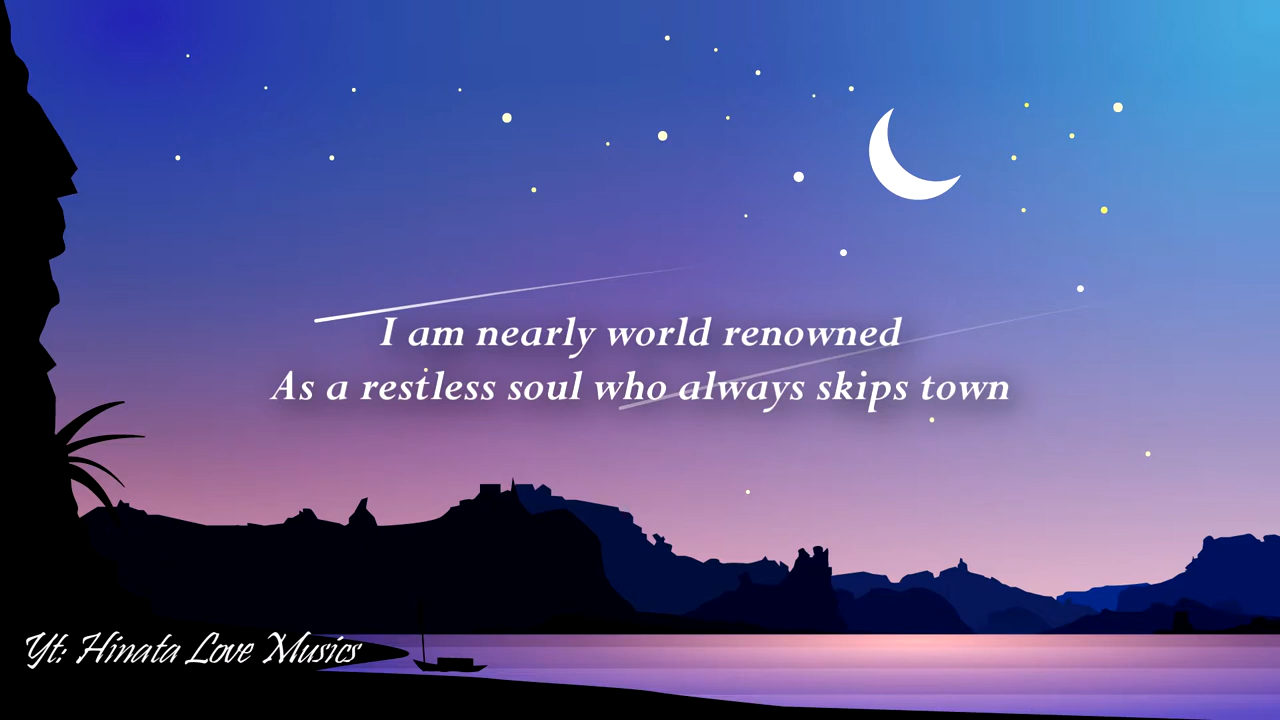 I am nearly world renowned
As a restless soul who always skips town
Yt: Hinata Love Musics